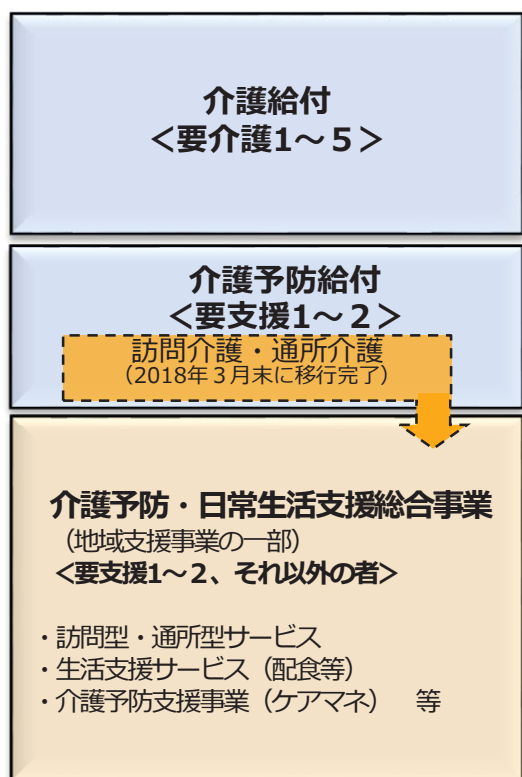 介護給付
＜要介護1～５＞
介護予防給付
＜要支援1～２＞
訪問介護・通所介護
（2018年３月末に移行完了）
介護予防・日常生活支援総合事業
（地域支援事業の一部）
＜要支援1～２、それ以外の者＞
・訪問型・通所型サービス
・生活支援サービス（配食等）
・介護予防支援事業（ケアマネ）　等